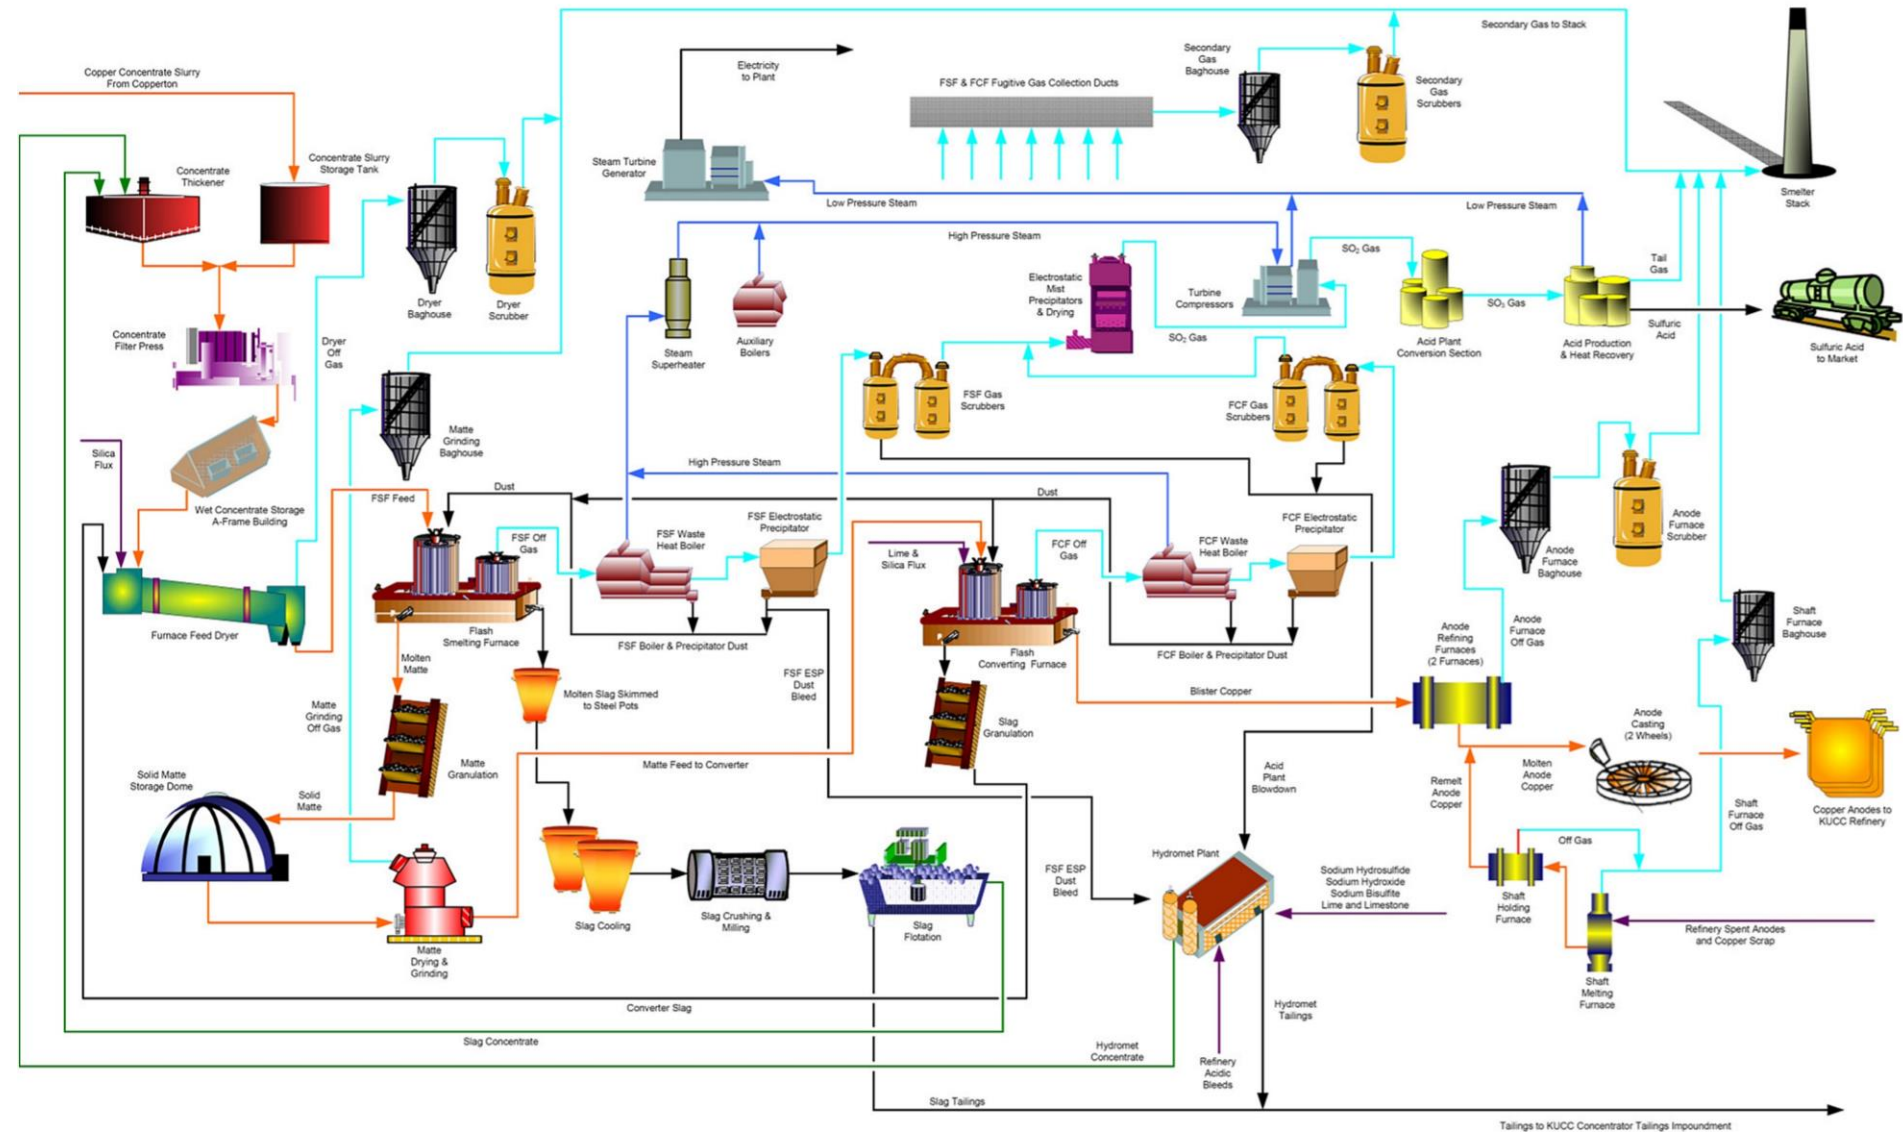 Secondary Gas to Stack
Copper Concentrate Slurry
From Copperton
Electricity
to Plant
Secondary
Gas
Baghouse
FSF & FCF Fugitive Gas Collection Ducts
Secondary
Gas
Scrubbers
Concentrate
Thickener
Concentrate Slurry
Storage Tank
Steam Turbine
Generator
Low Pressure Steam
Low Pressure Steam
Smelter
Stack
High Pressure Steam
SO2 Gas
Tail
Gas
Dryer
Baghouse
Dryer
Scrubber
Electrostatic
Mist
Precipitators
& Drying
Turbine
Compressors
SO3 Gas
Sulfuric
Acid
Concentrate
Filter Press
Dryer
Off
Gas
Steam
Superheater
Auxiliary
Boilers
SO2 Gas
Acid Plant
Conversion Section
Acid Production
& Heat Recovery
Sulfuric Acid
to Market
FSF Gas
Scrubbers
FCF Gas
Scrubbers
Silica
Flux
Matte
Grinding
Baghouse
High Pressure Steam
Wet Concentrate Storage
A-Frame Building
FSF Feed
Dust
Dust
FSF Off
Gas
FSF Waste
Heat Boiler
FSF Electrostatic
Precipitator
Lime &
Silica Flux
FCF Off
Gas
FCF Waste
Heat Boiler
FCF Electrostatic
Precipitator
Anode
Furnace
Baghouse
Anode
Furnace
Scrubber
Furnace Feed Dryer
Flash
Smelting Furnace
FSF Boiler & Precipitator Dust
Flash
Converting Furnace
FCF Boiler & Precipitator Dust
Anode
Refining
Furnaces
(2 Furnaces)
Anode
Furnace
Off Gas
Shaft
Furnace
Baghouse
Molten
Matte
Molten Slag Skimmed
to Steel Pots
FSF ESP
Dust
Bleed
Blister Copper
Matte
Grinding
Off Gas
Slag
Granulation
Anode
Casting
(2 Wheels)
Solid Matte
Storage Dome
Solid
Matte
Matte
Granulation
Matte Feed to Converter
Acid
Plant
Blowdown
Remelt
Anode
Copper
Molten
Anode
Copper
Shaft
Furnace
Off Gas
Copper Anodes to
KUCC Refinery
Off Gas
Hydromet Plant
FSF ESP
Dust
Bleed
Sodium Hydrosulfide
Sodium Hydroxide
Sodium Bisulfite
Lime and Limestone
Shaft
Holding
Furnace
Refinery Spent Anodes
and Copper Scrap
Slag Cooling
Slag Crushing &
Milling
Slag
Flotation
Matte
Drying &
Grinding
Shaft
Melting
Furnace
Converter Slag
Hydromet
Tailings
Slag Concentrate
Hydromet
Concentrate
Refinery
Acidic
Bleeds
Slag Tailings
Tailings to KUCC Concentrator Tailings Impoundment